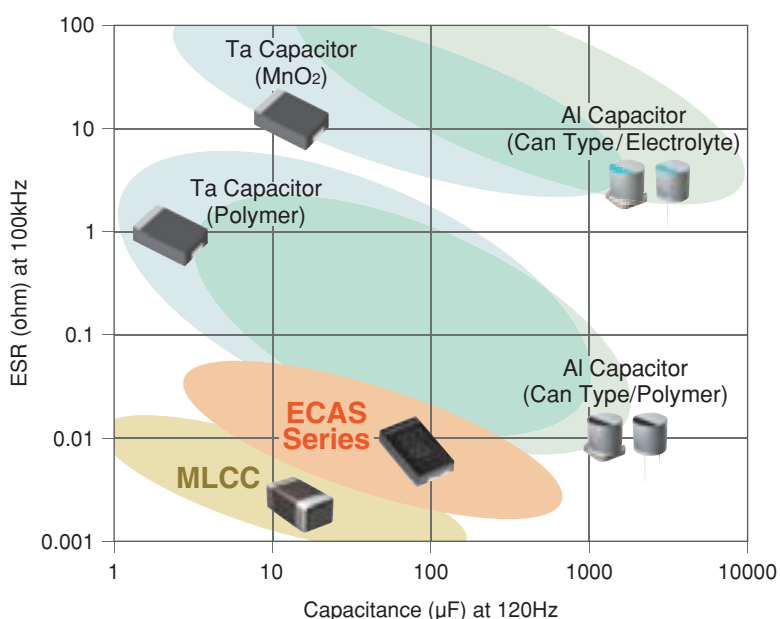 100
10
1
0.1
0.01
0.001
ESR (ohm) at 100kHz
Ta Capacitor
(MnO₂)
Al Capacitor
(Can Type/Electrolyte)
Ta Capacitor
(Polymer)
Al Capacitor
(Can Type/Polymer)
ECAS
Series
MLCC
1
10
100
1000
10000
Capacitance (μF) at 120Hz